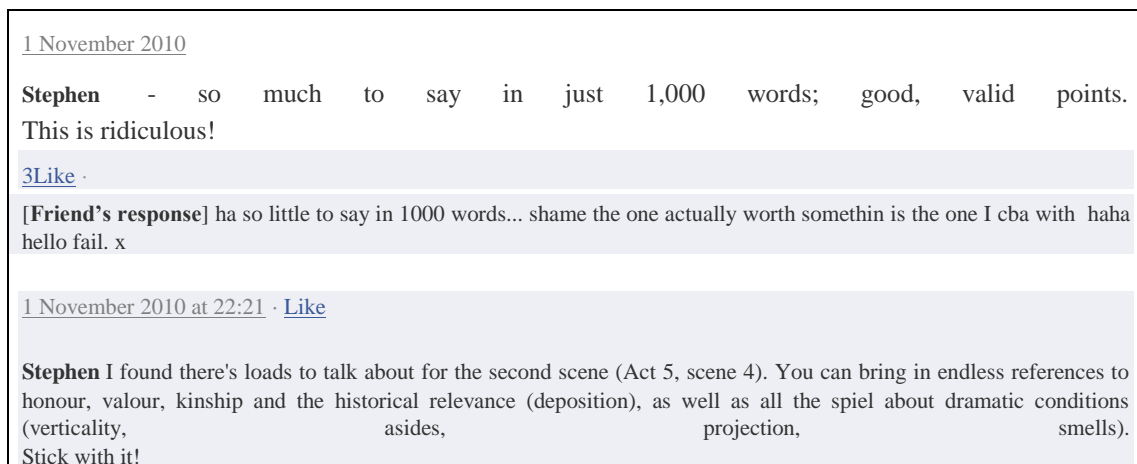 1 November 2010
Stephen - so much to say in just 1,000 words; good, valid points.
This is ridiculous!
3Like ·
[Friend's response] ha so little to say in 1000 words... shame the one actually worth somethin is the one I cba with haha
hello fail. x
1 November 2010 at 22:21 · Like
Stephen I found there's loads to talk about for the second scene (Act 5, scene 4). You can bring in endless references to
honour, valour, kinship and the historical relevance (deposition), as well as all the spiel about dramatic conditions
(verticality, asides, projection, smells).
Stick with it!